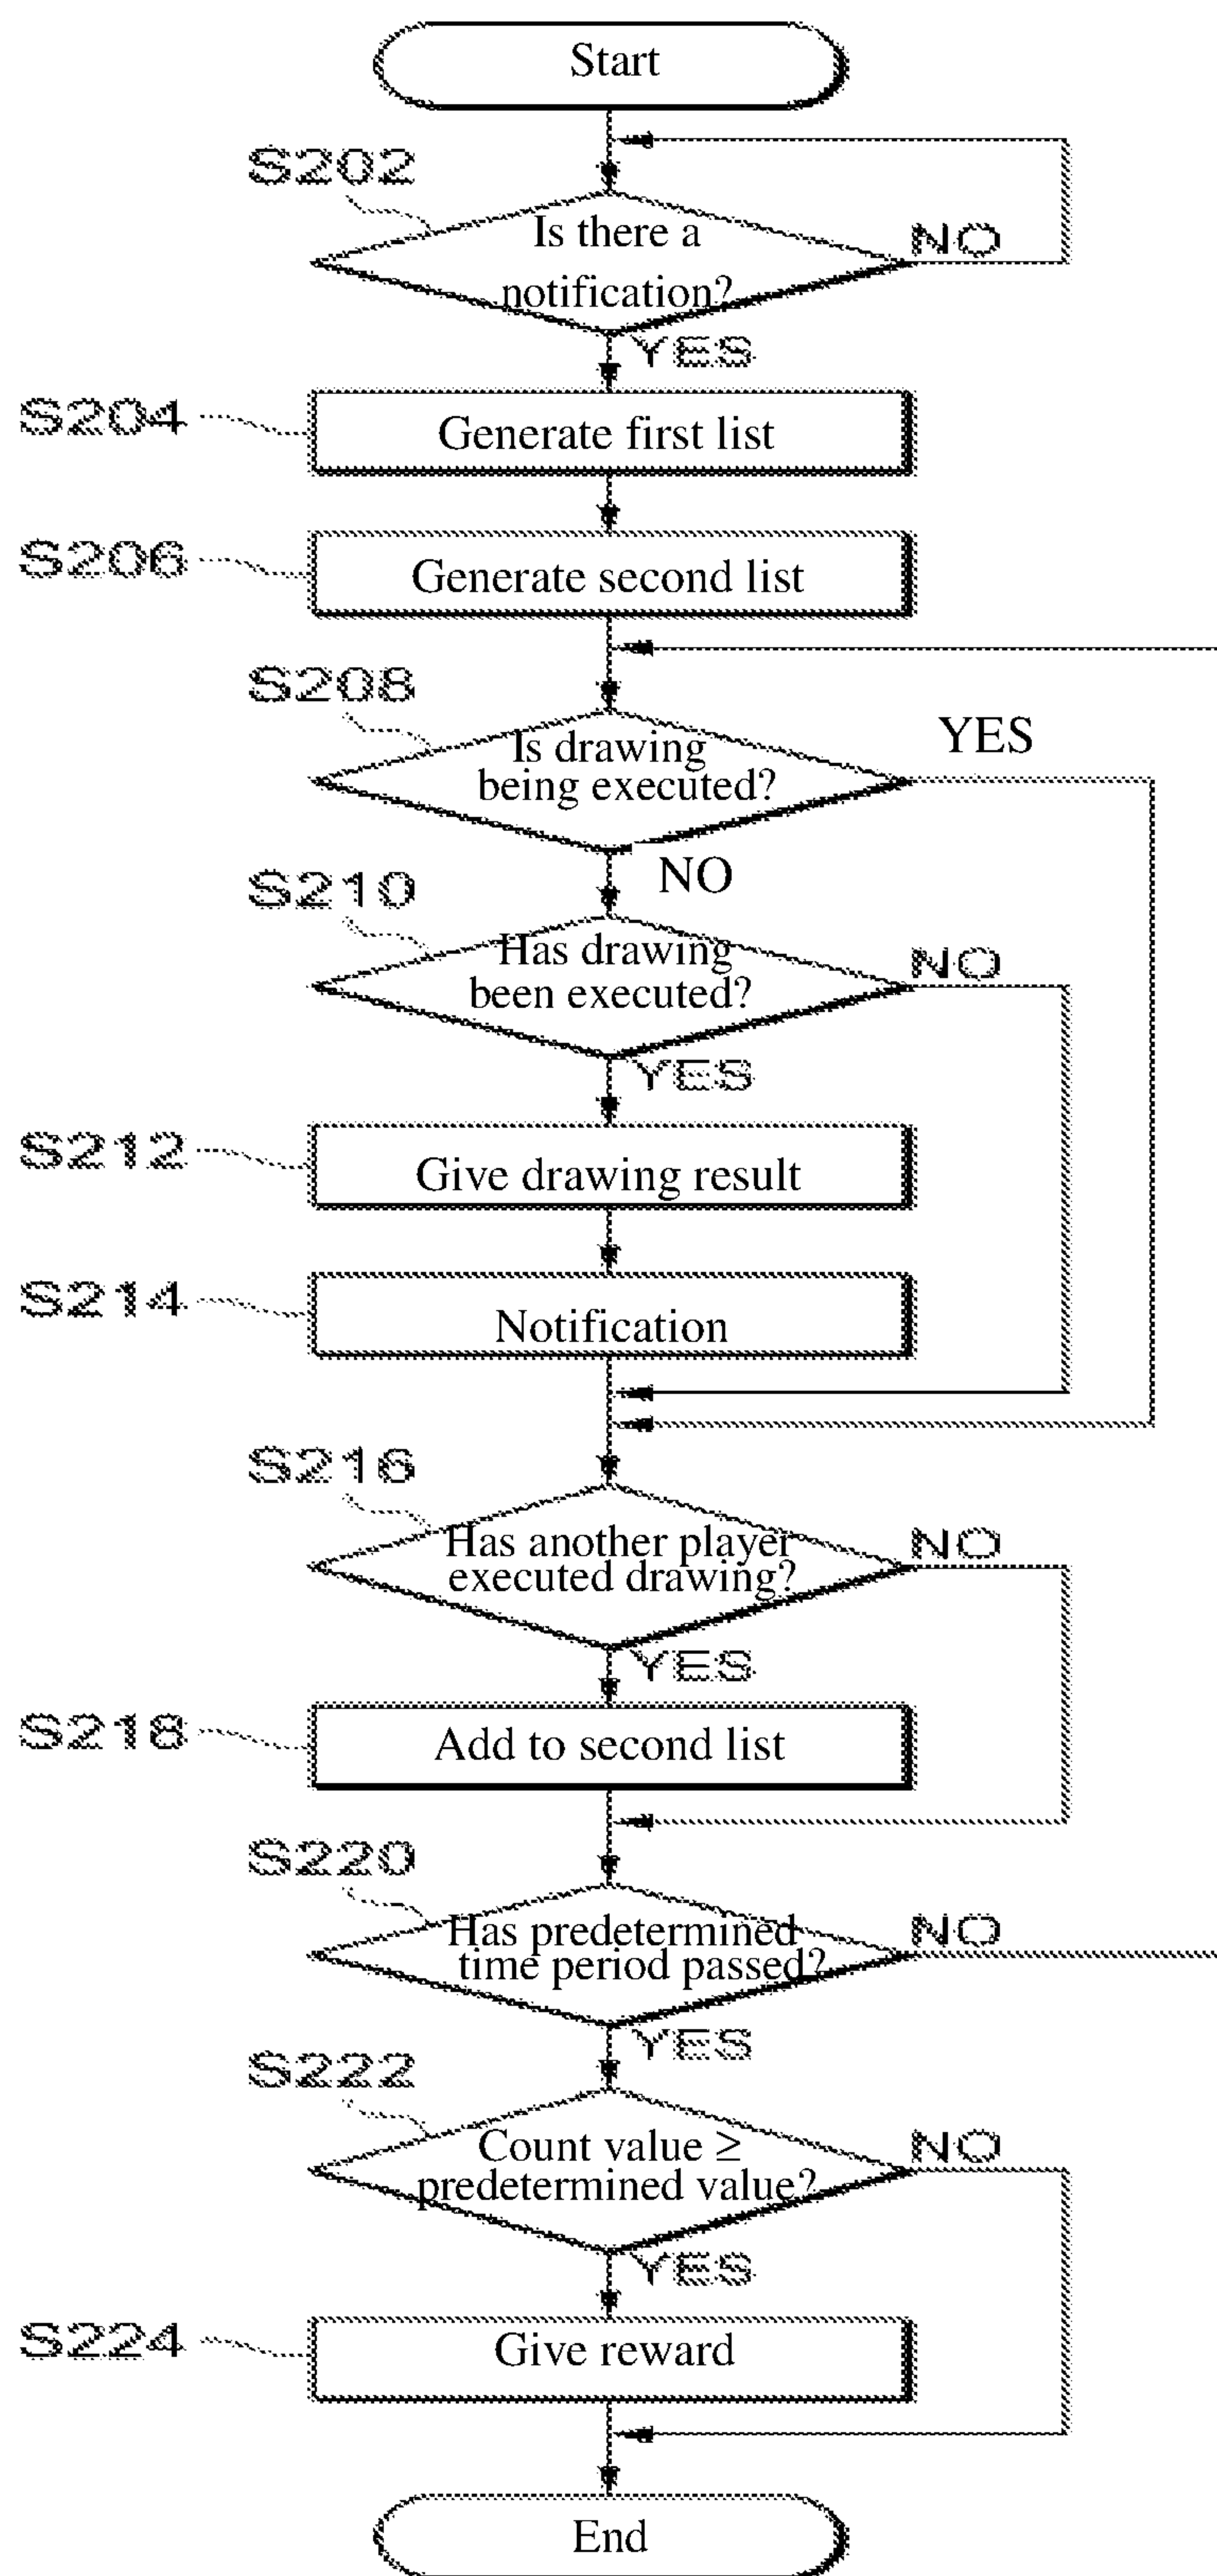 Start
S202
Is there a
notification?
NO
YES
S204
Generate first list
S206
Generate second list
S208
Is drawing
being executed?
YES
NO
S210
Has drawing
been executed?
NO
YES
S212
Give drawing result
S214
Notification
S216
Has another player
executed drawing?
NO
YES
S218
Add to second list
S220
Has predetermined
time period passed?
NO
YES
S222
Count value ≥
predetermined value?
NO
YES
S224
Give reward
End